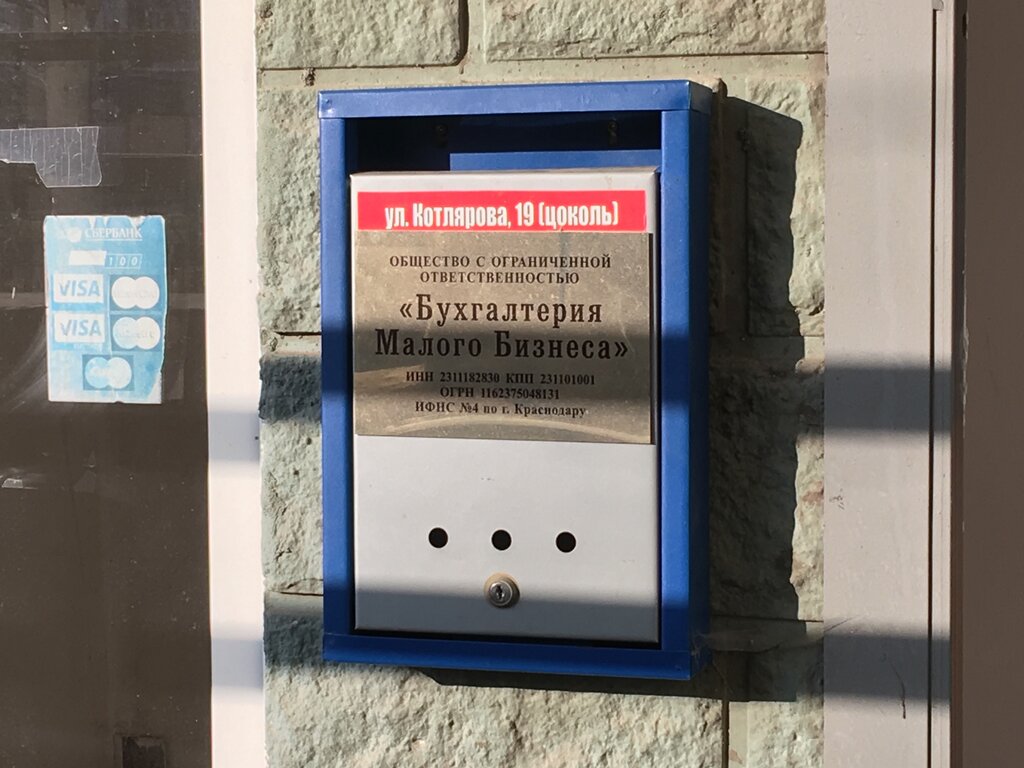 ул. Котлярова, 19 (цоколь)
ОБЩЕСТВО С ОГРАНИЧЕННОЙ
ОТВЕТСТВЕННОСТЬЮ
«Бухгалтерия
Малого Бизнеса»
ИНН 2311182830 КПП 231101001
ОГРН 1162375048131
ИФНС №4 по г. Краснодару
СБЕРБАНК
100
VISA
VISA